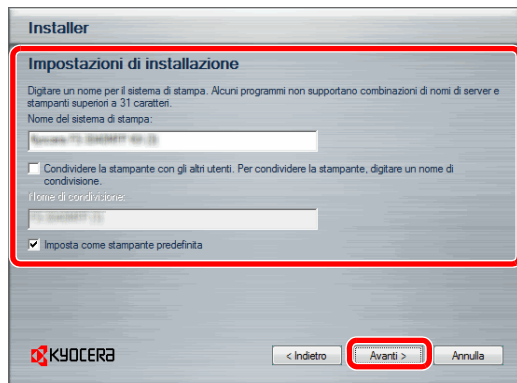 Installer
Impostazioni di installazione
Digitare un nome per il sistema di stampa. Alcuni programmi non supportano combinazioni di nomi di server e
stampanti superiori a 31 caratteri.
Nome del sistema di stampa:
Condividere la stampante con gli altri utenti. Per condividere la stampante, digitare un nome di
condivisione.
Nome di condivisione:
Imposta come stampante predefinita
KYOCERA
< Indietro
Avanti >
Annulla